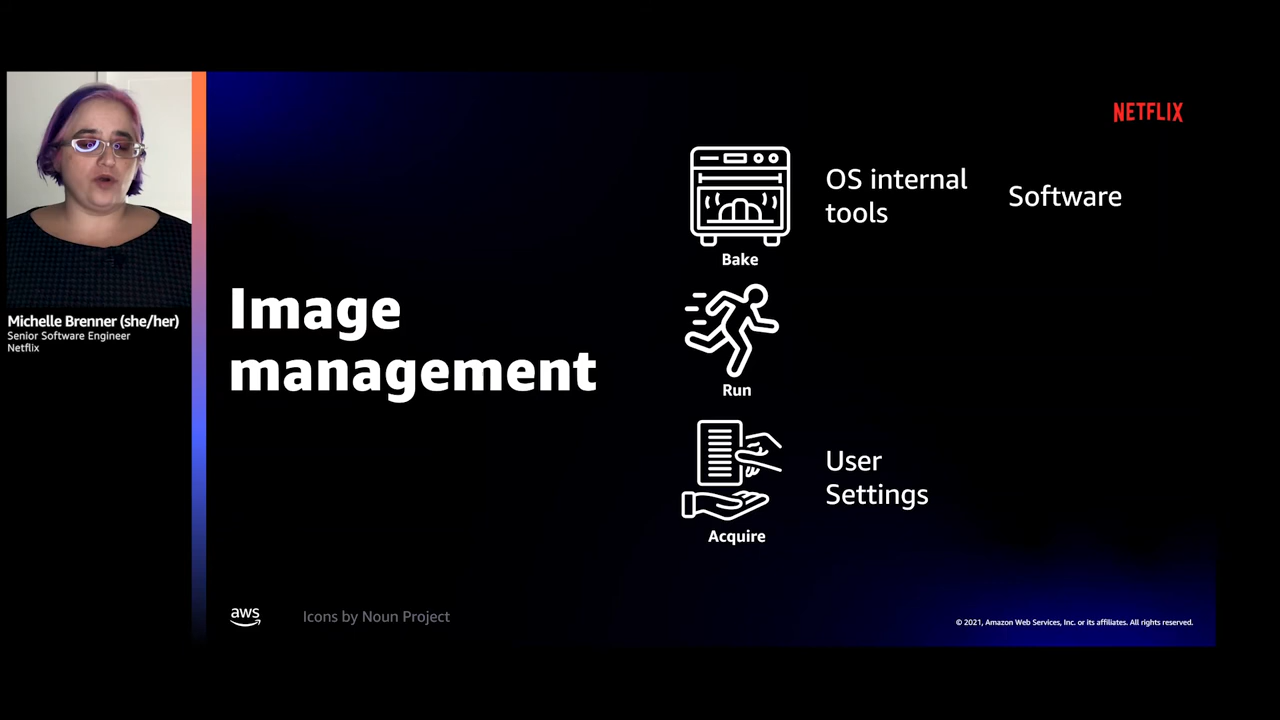 NETFLIX
Michelle Brenner (she/her)
Senior Software Engineer
Netflix
Image
management
OS internal
tools
Software
Bake
Run
User
Settings
Acquire
aws
Icons by Noun Project
© 2021, Amazon Web Services, Inc. or its affiliates. All rights reserved.